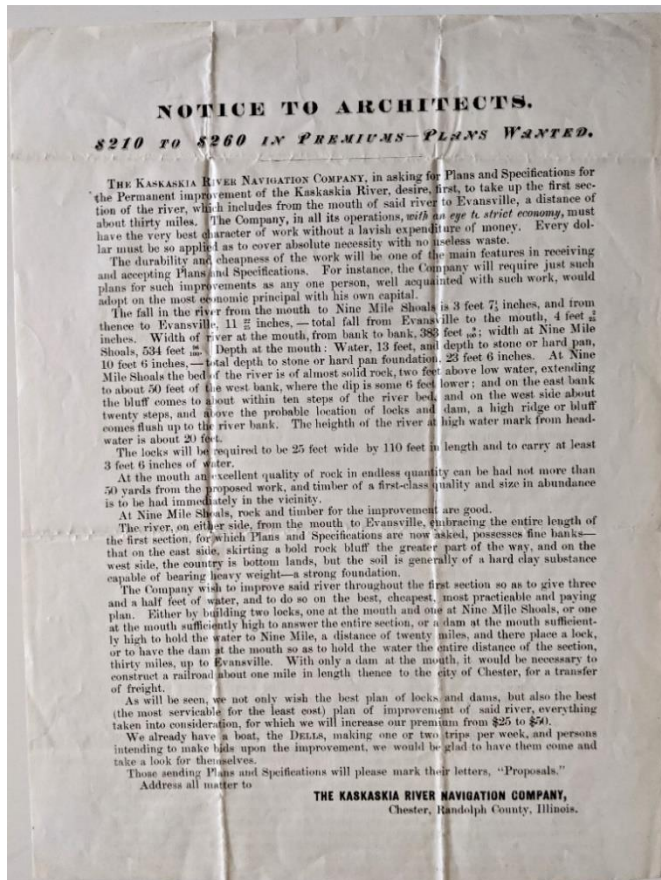 NOTICE TO ARCHITECTS.
$210 TO $260 IN PREMIUMS—PLANS WANTED.
THE KASKASKIA RIVER NAVIGATION COMPANY, in asking for Plans and Specifications for
the Permanent improvement of the Kaskaskia River, desire, first, to take up the first sec-
tion of the river, which includes from the mouth of said river to Evansville, a distance of
about thirty miles. The Company, in all its operations, with an eye to strict economy, must
have the very best character of work without a lavish expenditure of money. Every dol-
lar must be so applied as to cover absolute necessity with no useless waste.
The durability and cheapness of the work will be one of the main features in receiving
and accepting Plans and Specifications. For instance, the Company will require just such
plans for such improvements as any one person, well acquainted with such work, would
adopt on the most economic principal with his own capital.
The fall in the river from the mouth to Nine Mile Shoals is 3 feet 7 inches, and from
thence to Evansville, 11 inches,—total fall from Evansville to the mouth, 4 feet
inches. Width of river at the mouth, from bank to bank, 383 feet; width at Nine Mile
Shoals, 534 feet. Depth at the mouth: Water, 13 feet, and depth to stone or hard pan,
10 feet 6 inches,—total depth to stone or hard pan foundation, 23 feet 6 inches. At Nine
Mile Shoals the bed of the river is of almost solid rock, two feet above low water, extending
to about 50 feet of the west bank, where the dip is some 6 feet lower; and on the east bank
the bluff comes to about within ten steps of the river bed, and on the west side about
twenty steps, and above the probable location of locks and dam, a high ridge or bluff
comes flush up to the river bank. The heighth of the river at high water mark from head-
water is about 20 feet.
The locks will be required to be 25 feet wide by 110 feet in length and to carry at least
3 feet 6 inches of water.
At the mouth an excellent quality of rock in endless quantity can be had not more than
50 yards from the proposed work, and timber of a first-class quality and size in abundance
is to be had immediately in the vicinity.
At Nine Mile Shoals, rock and timber for the improvement are good.
The river, on either side, from the mouth to Evansville, embracing the entire length of
the first section, for which Plans and Specifications are now asked, possesses fine banks—
that on the east side, skirting a bold rock bluff the greater part of the way, and on the
west side, the country is bottom lands, but the soil is generally of a hard clay substance
capable of bearing heavy weight—a strong foundation.
The Company wish to improve said river throughout the first section so as to give three
and a half feet of water, and to do so on the best, cheapest, most practicable and paying
plan. Either by building two locks, one at the mouth and one at Nine Mile Shoals, or one
at the mouth sufficiently high to answer the entire section, or a dam at the mouth sufficient-
ly high to hold the water to Nine Mile, a distance of twenty miles, and there place a lock,
or to have the dam at the mouth so as to hold the water the entire distance of the section,
thirty miles, up to Evansville. With only a dam at the mouth, it would be necessary to
construct a railroad about one mile in length thence to the city of Chester, for a transfer
of freight.
As will be seen, we not only wish the best plan of locks and dams, but also the best
(the most servicable for the least cost) plan of improvement of said river, everything
taken into consideration, for which we will increase our premium from $25 to $50.
We already have a boat, the DELLS, making one or two trips per week, and persons
intending to make bids upon the improvement, we would be glad to have them come and
take a look for themselves.
Those sending Plans and Spcifications will please mark their letters, "Proposals."
Address all matter to
THE KASKASKIA RIVER NAVIGATION COMPANY,
Chester, Randolph County, Illinois.